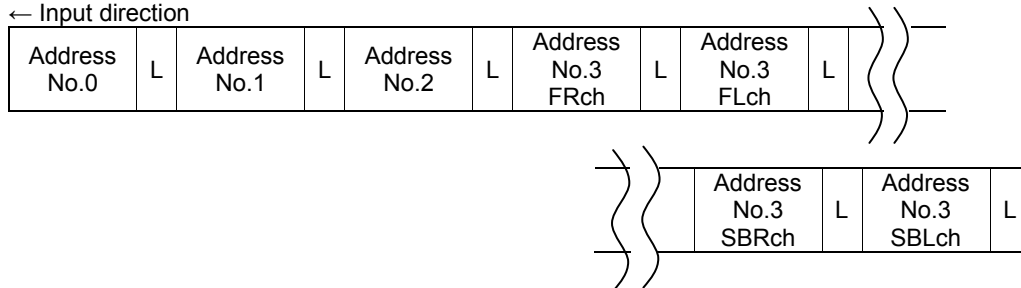 ← Input direction
Address
No.0
L
Address
No.1
L
Address
No.2
L
Address
No.3
FRch
L
Address
No.3
FLch
L
Address
No.3
SBRch
L
Address
No.3
SBLch
L